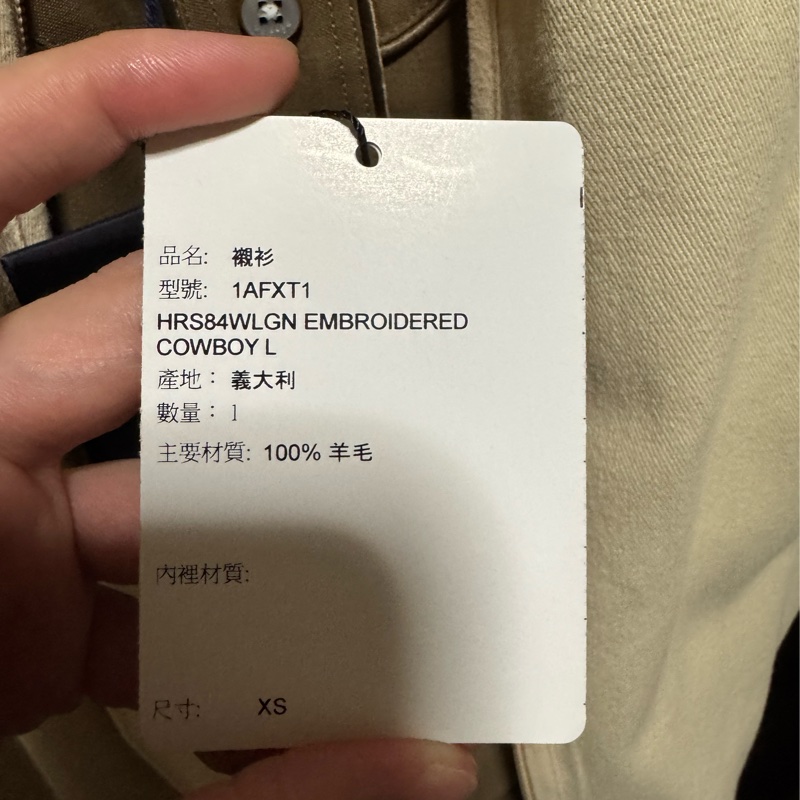 品名: 襯衫
型號: 1AFXT1
HRS84WLGN EMBROIDERED
COWBOY L
產地：義大利
數量：1
主要材質: 100% 羊毛
內裡材質:
尺寸: XS